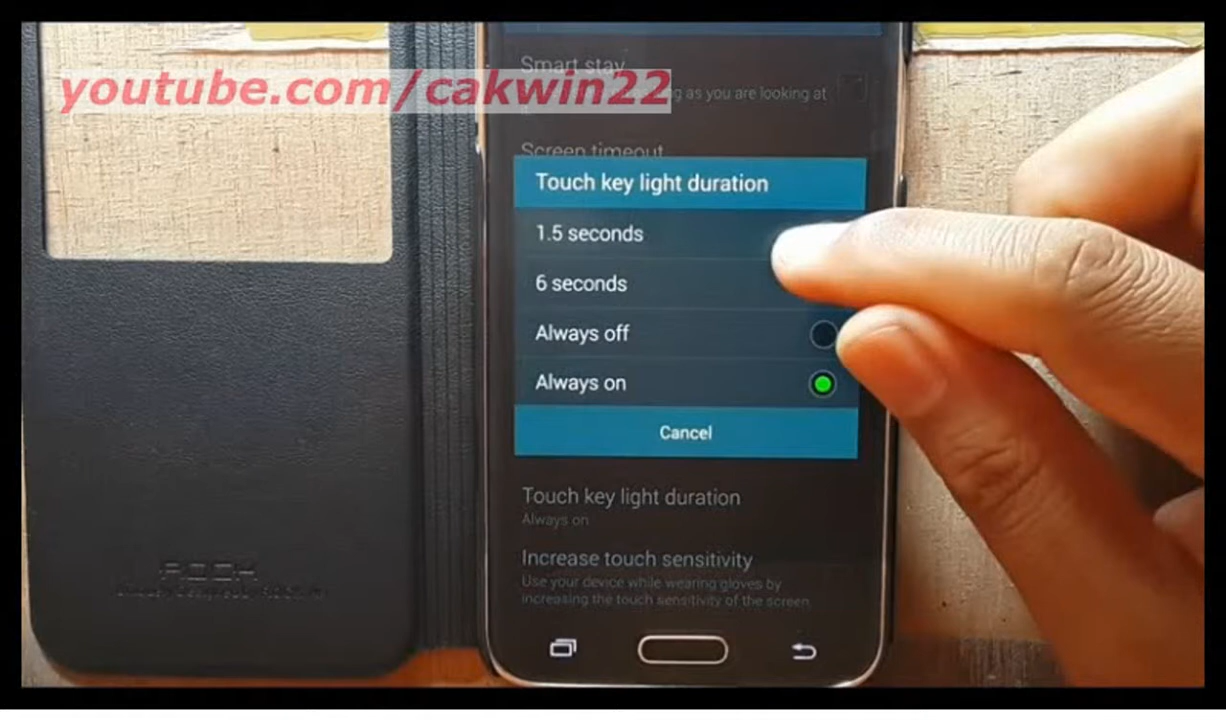 Smart stay
youtube.com/cakwin22
g as you are looking at
Screen timeout
Touch key light duration
1.5 seconds
6 seconds
Always off
Always on
Cancel
Touch key light duration
Always on
Increase touch sensitivity
Use your device while wearing gloves by
increasing the touch sensitivity of the screen
ROCK